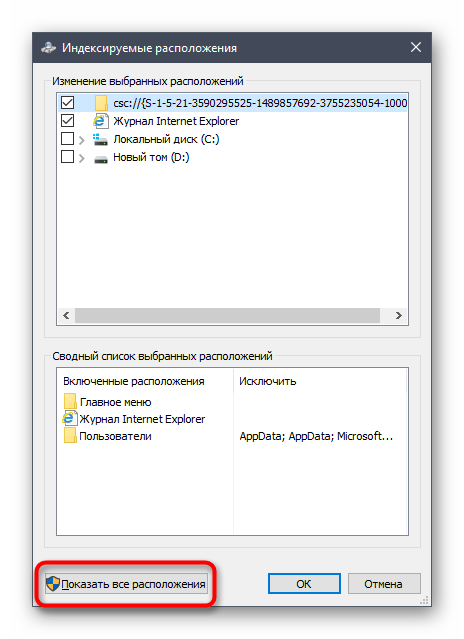 Индексируемые расположения
Изменение выбранных расположений
csc://{S-1-5-21-3590295525-1489857692-3755235054-1000
Журнал Internet Explorer
Локальный диск (C:)
Новый том (D:)
Сводный список выбранных расположений
Включенные расположения Исключить
Главное меню
Журнал Internet Explorer
Пользователи AppData; AppData; Microsoft...
Показать все расположения ОК Отмена